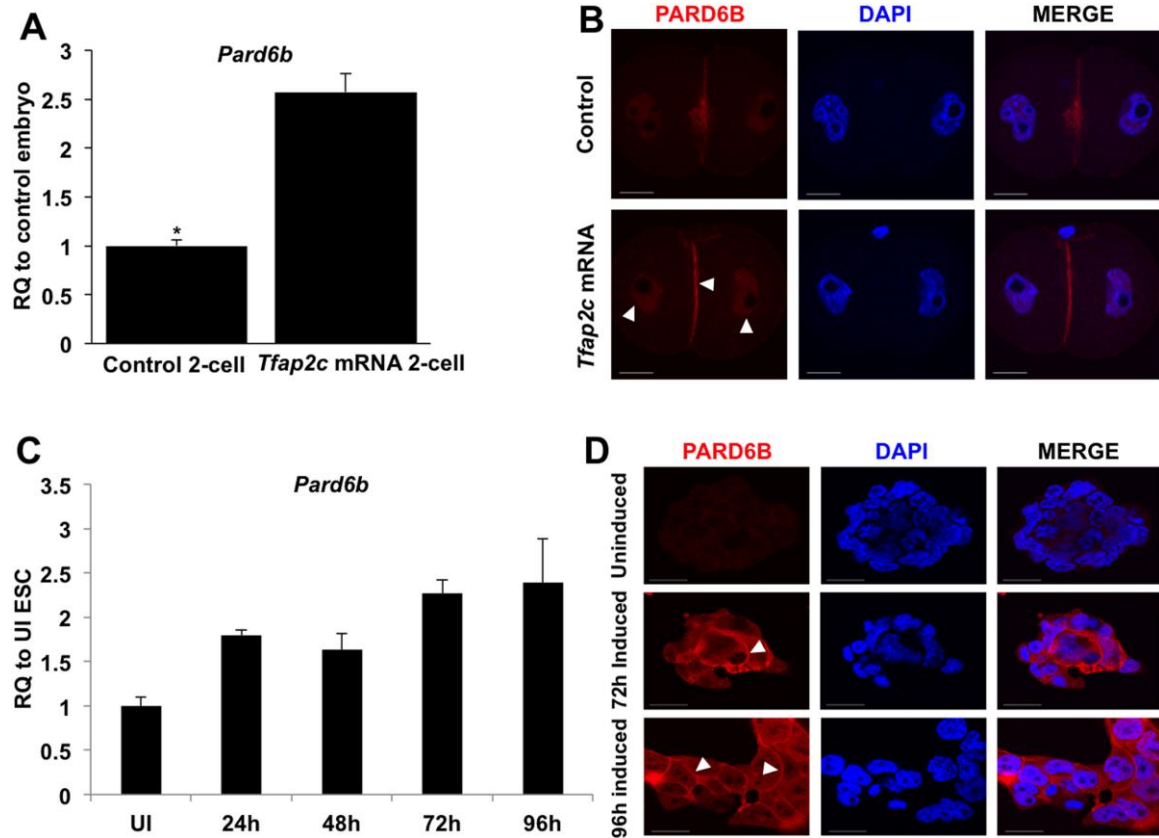 A
Pard6b
RQ to control embryo
3
2.5
2
1.5
1
0.5
0
*
Control 2-cell
Tfap2c mRNA 2-cell
B
PARD6B
DAPI
MERGE
Control
Tfap2c mRNA
C
Pard6b
RQ to UI ESC
3.5
3
2.5
2
1.5
1
0.5
0
UI
24h
48h
72h
96h
D
PARD6B
DAPI
MERGE
Uninduced
72h Induced
96h induced